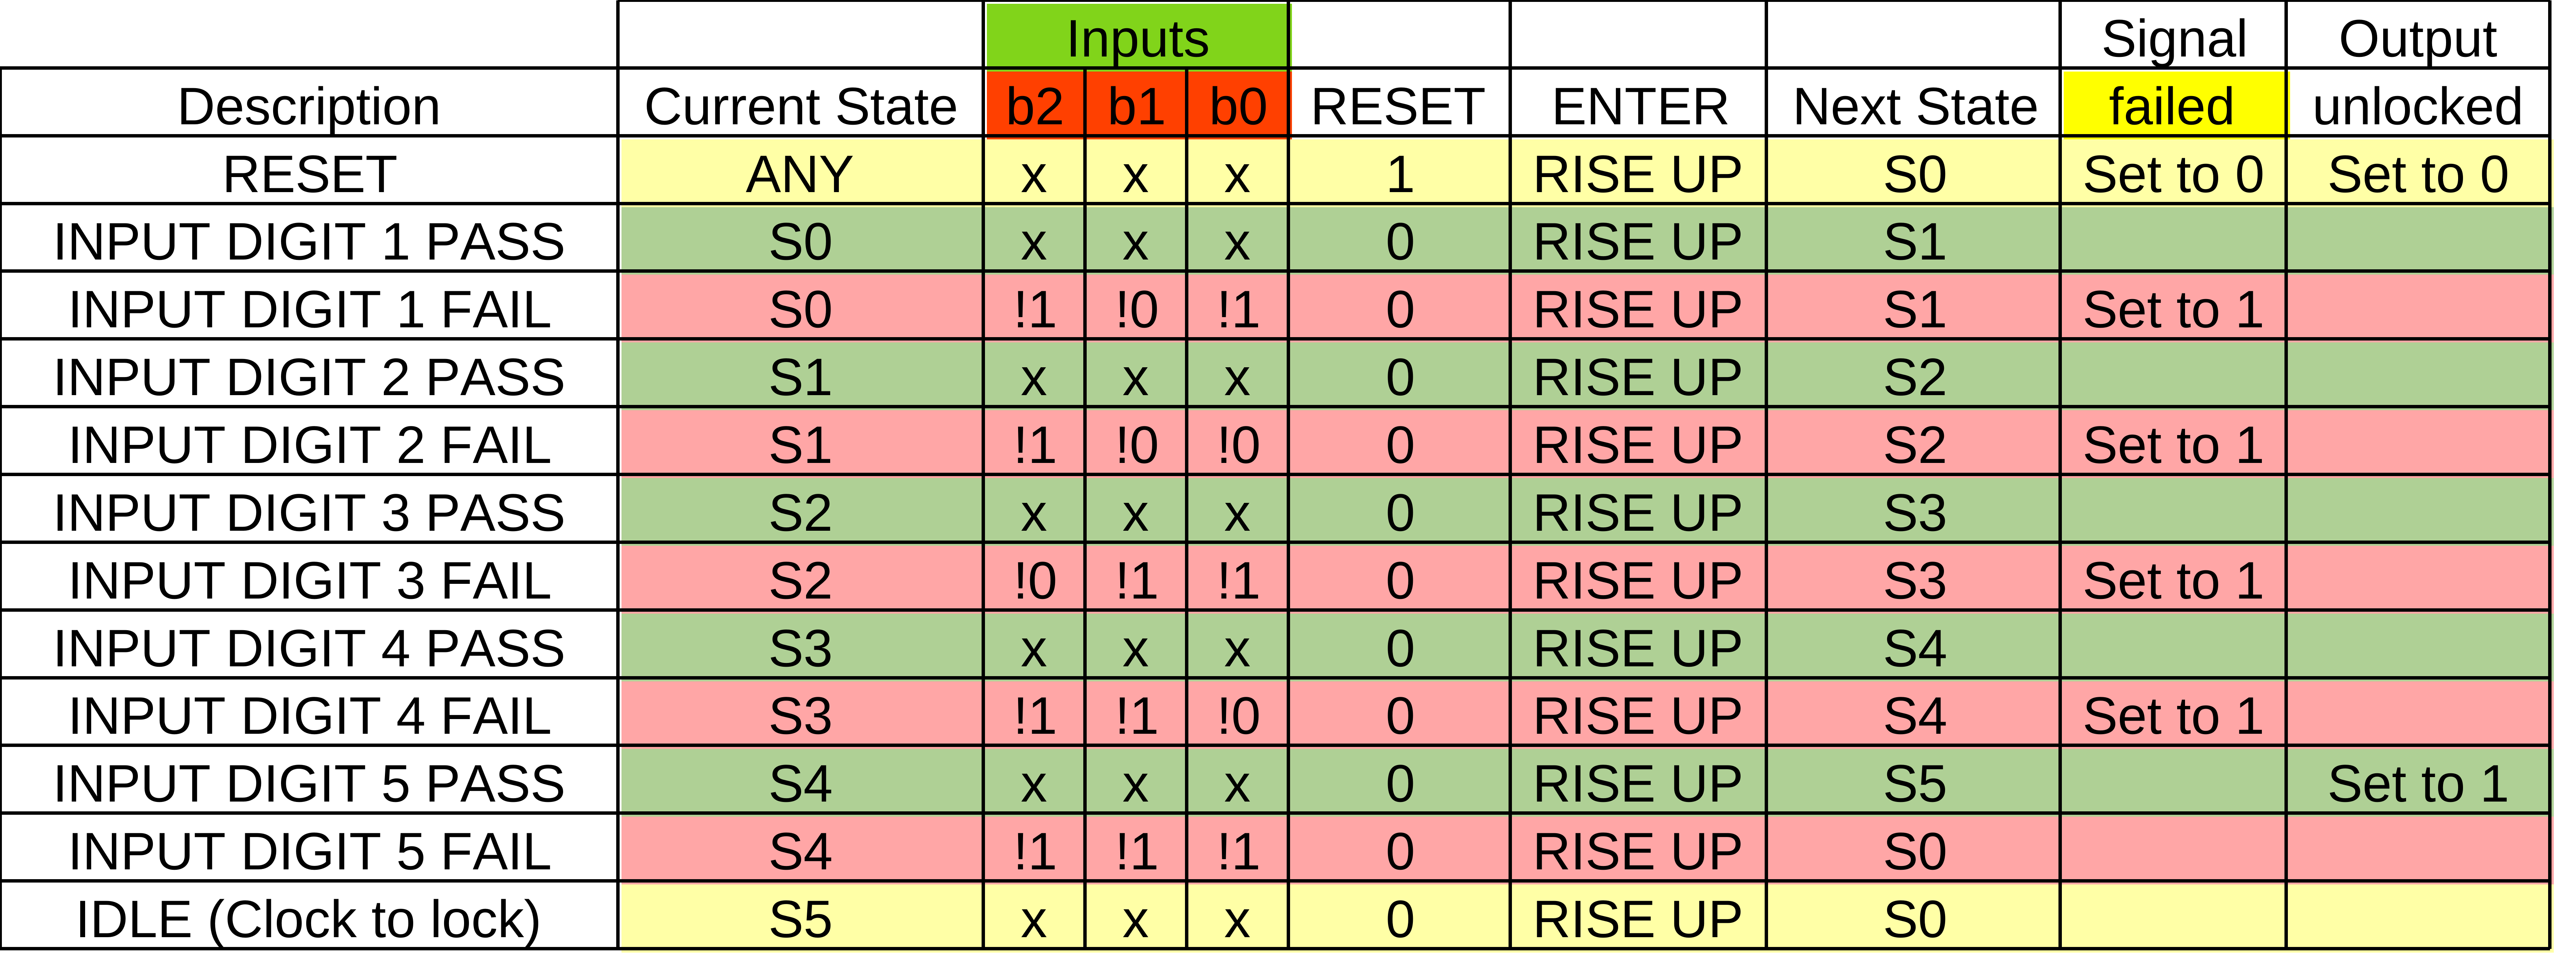 Inputs Signal Output
Description Current State b2 b1 b0 RESET ENTER Next State failed unlocked
RESET ANY x x x 1 RISE UP S0 Set to 0 Set to 0
INPUT DIGIT 1 PASS S0 x x x 0 RISE UP S1
INPUT DIGIT 1 FAIL S0 !1 !0 !1 0 RISE UP S1 Set to 1
INPUT DIGIT 2 PASS S1 x x x 0 RISE UP S2
INPUT DIGIT 2 FAIL S1 !1 !0 !0 0 RISE UP S2 Set to 1
INPUT DIGIT 3 PASS S2 x x x 0 RISE UP S3
INPUT DIGIT 3 FAIL S2 !0 !1 !1 0 RISE UP S3 Set to 1
INPUT DIGIT 4 PASS S3 x x x 0 RISE UP S4
INPUT DIGIT 4 FAIL S3 !1 !1 !0 0 RISE UP S4 Set to 1
INPUT DIGIT 5 PASS S4 x x x 0 RISE UP S5 Set to 1
INPUT DIGIT 5 FAIL S4 !1 !1 !1 0 RISE UP S0
IDLE (Clock to lock) S5 x x x 0 RISE UP S0